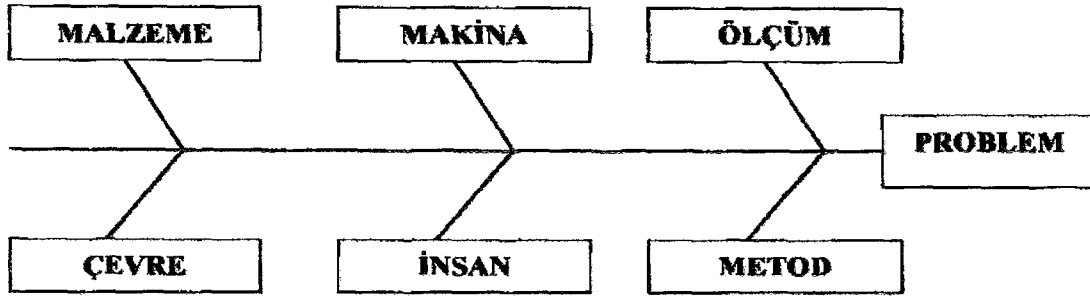 MALZEME
MAKİNA
ÖLÇÜM
PROBLEM
ÇEVRE
İNSAN
METOD